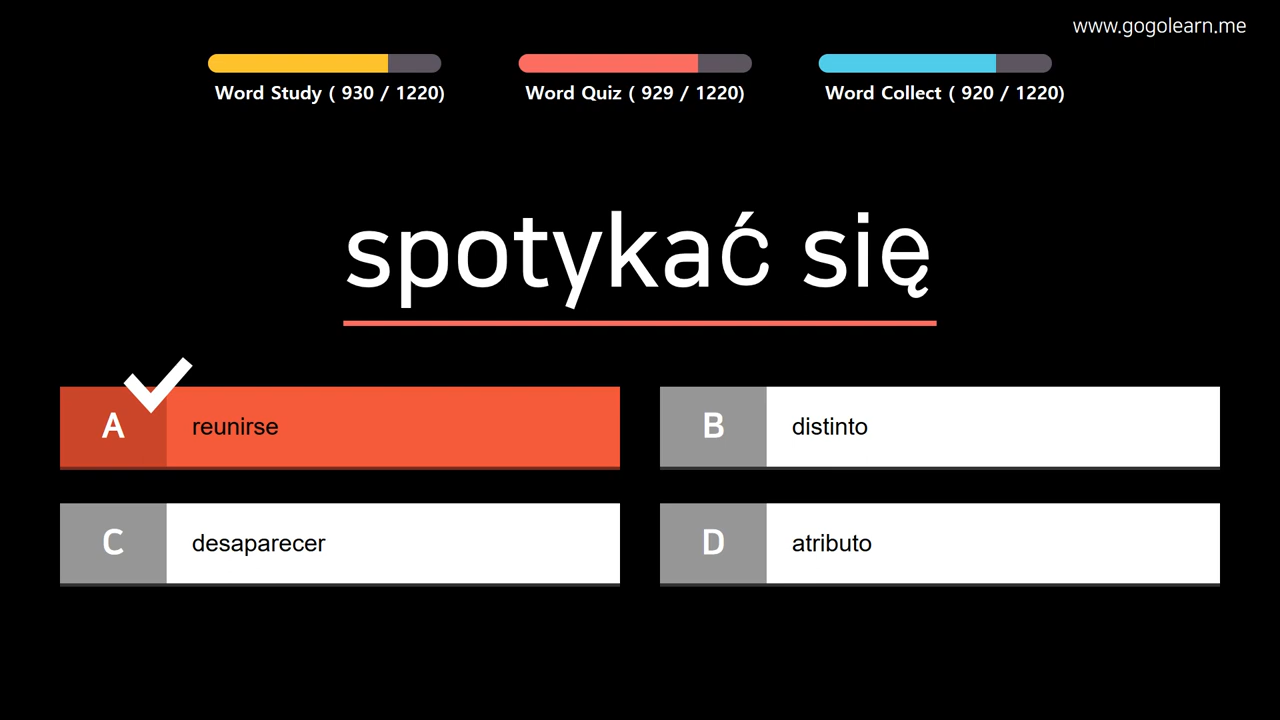 www.gogolearn.me
Word Study ( 930 / 1220)
Word Quiz ( 929 / 1220)
Word Collect ( 920 / 1220)
spotykać się
A reunirse
B distinto
C desaparecer
D atributo